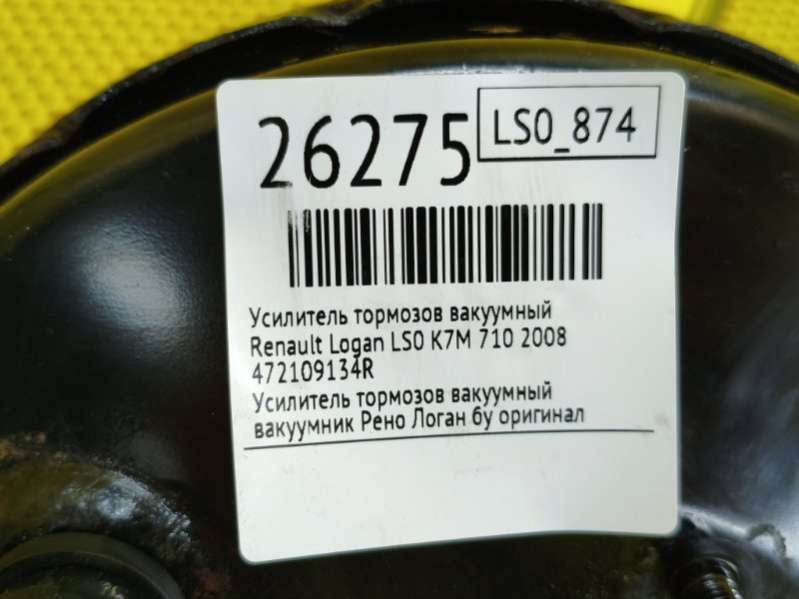 26275
LS0_874
Усилитель тормозов вакуумный
Renault Logan LS0 K7M 710 2008
472109134R
Усилитель тормозов вакуумный
вакуумник Рено Логан бу оригинал